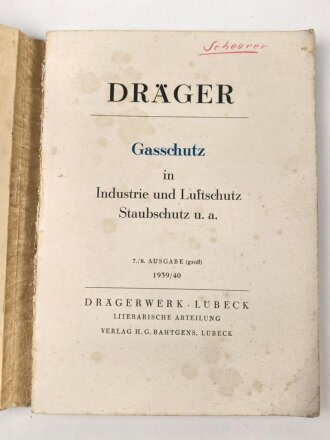 Scheurer
DRÄGER
Gasschutz
in
Industrie und Luftschutz
Staubschutz u. a.
7./8. AUSGABE (groß)
1939/40
DRÄGERWERK · LÜBECK
LITERARISCHE ABTEILUNG
VERLAG H. G. RAHTGENS, LÜBECK